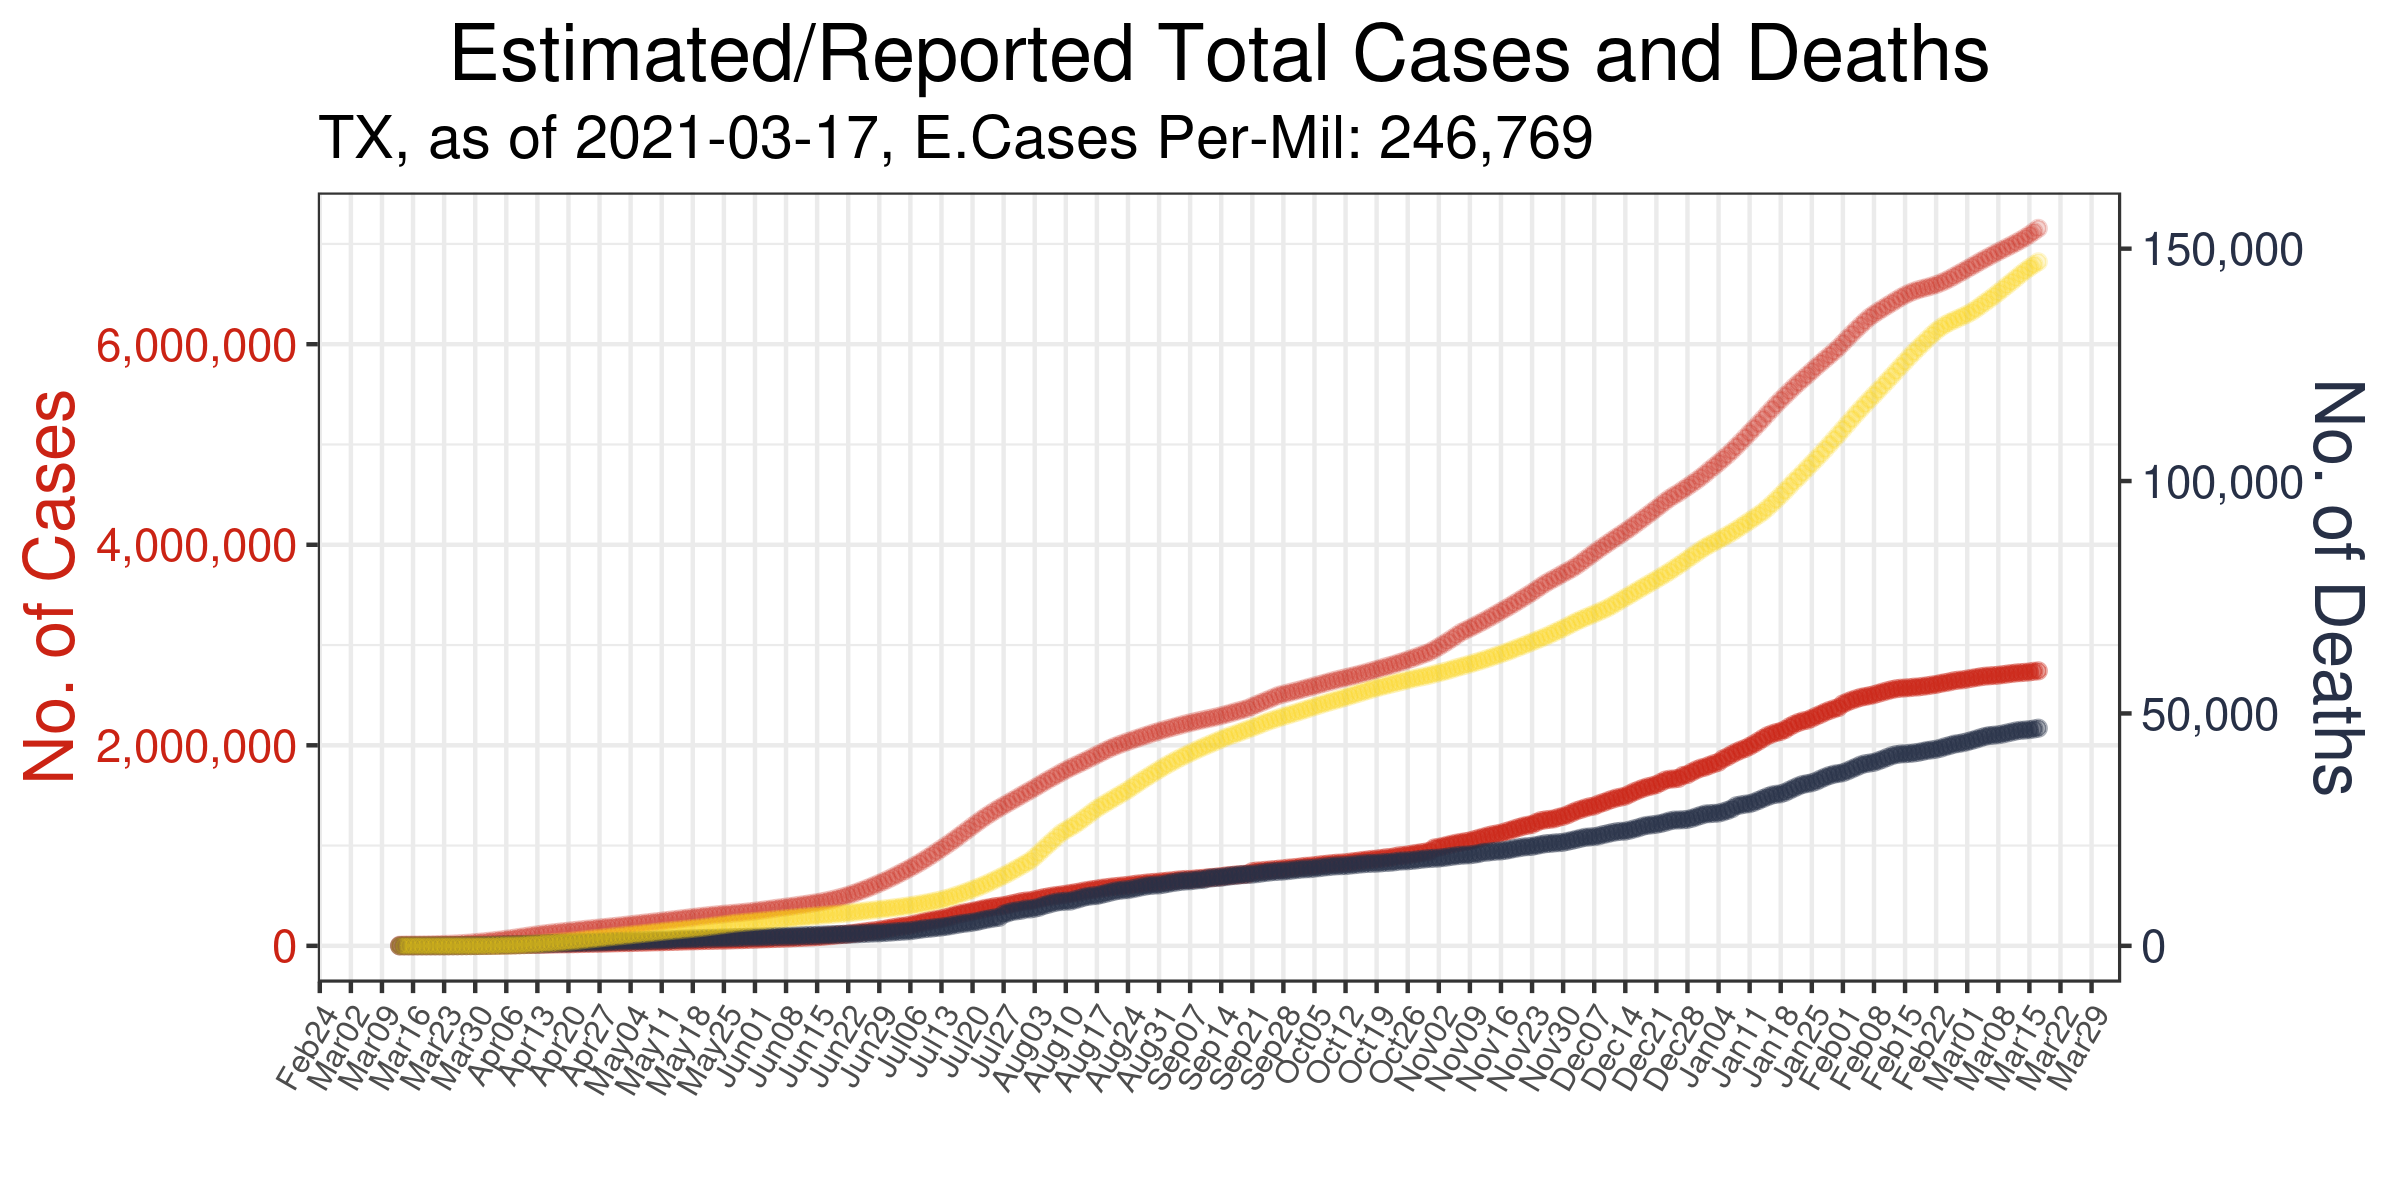 Estimated/Reported Total Cases and Deaths
TX, as of 2021-03-17, E.Cases Per-Mil: 246,769
No. of Cases
6,000,000
4,000,000
2,000,000
0
150,000
100,000
50,000
0
No. of Deaths
Feb24
Mar02
Mar09
Mar16
Mar23
Mar30
Apr06
Apr13
Apr20
Apr27
May04
May11
May18
May25
Jun01
Jun08
Jun15
Jun22
Jun29
Jul06
Jul13
Jul20
Jul27
Aug03
Aug10
Aug17
Aug24
Aug31
Sep07
Sep14
Sep21
Sep28
Oct05
Oct12
Oct19
Oct26
Nov02
Nov09
Nov16
Nov23
Nov30
Dec07
Dec14
Dec21
Dec28
Jan04
Jan11
Jan18
Jan25
Feb01
Feb08
Feb15
Feb22
Mar01
Mar08
Mar15
Mar22
Mar29